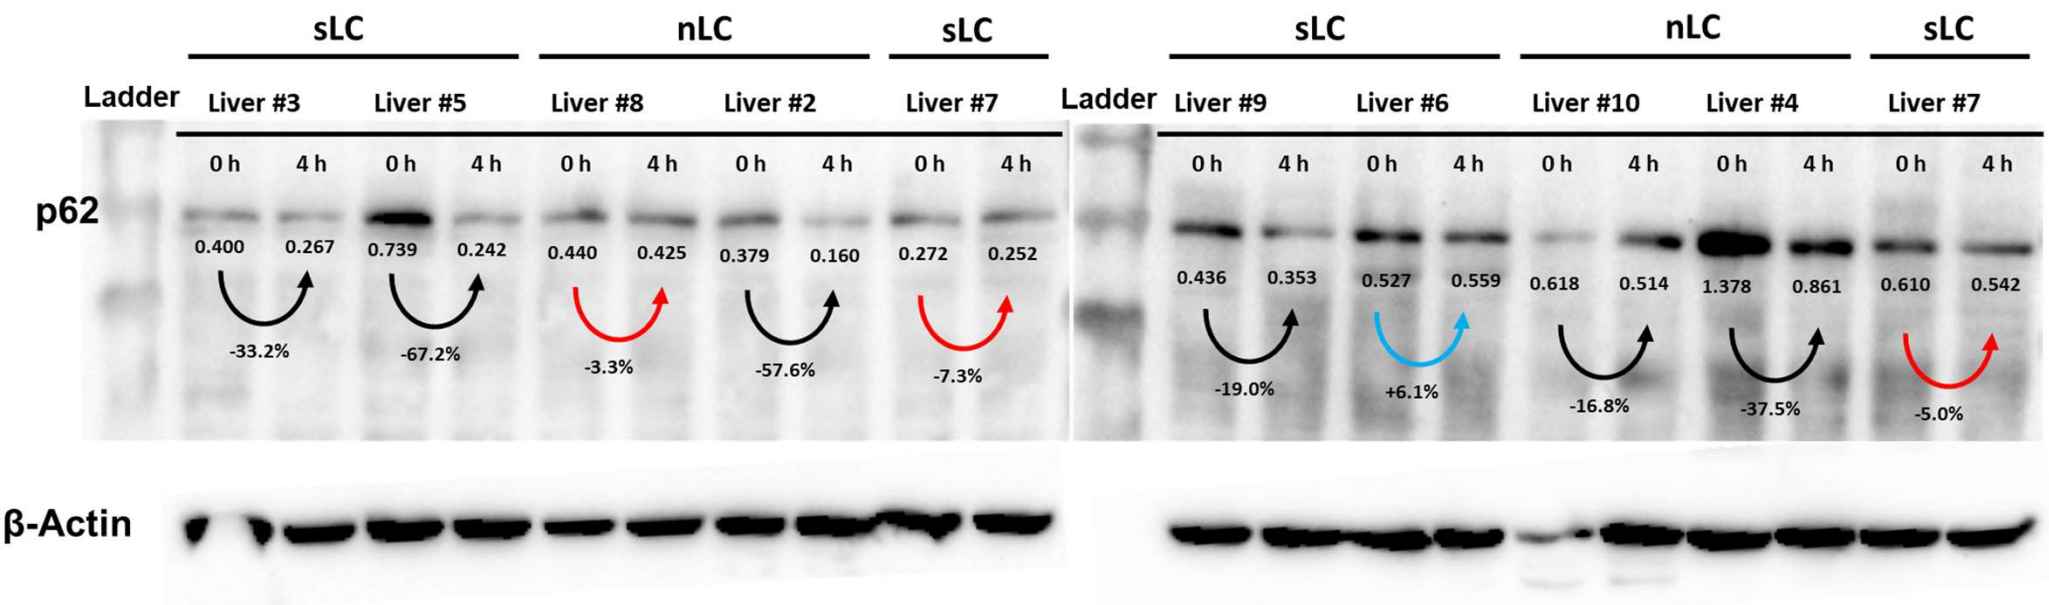 sLC nLC sLC sLC nLC sLC
Ladder Liver #3 Liver #5 Liver #8 Liver #2 Liver #7 Ladder Liver #9 Liver #6 Liver #10 Liver #4 Liver #7
0 h 4 h 0 h 4 h 0 h 4 h 0 h 4 h 0 h 4 h 0 h 4 h 0 h 4 h 0 h 4 h 0 h 4 h 0 h 4 h
p62
0.400 0.267 0.739 0.242 0.440 0.425 0.379 0.160 0.272 0.252 0.436 0.353 0.527 0.559 0.618 0.514 1.378 0.861 0.610 0.542
-33.2% -67.2% -3.3% -57.6% -7.3% -19.0% +6.1% -16.8% -37.5% -5.0%
β-Actin